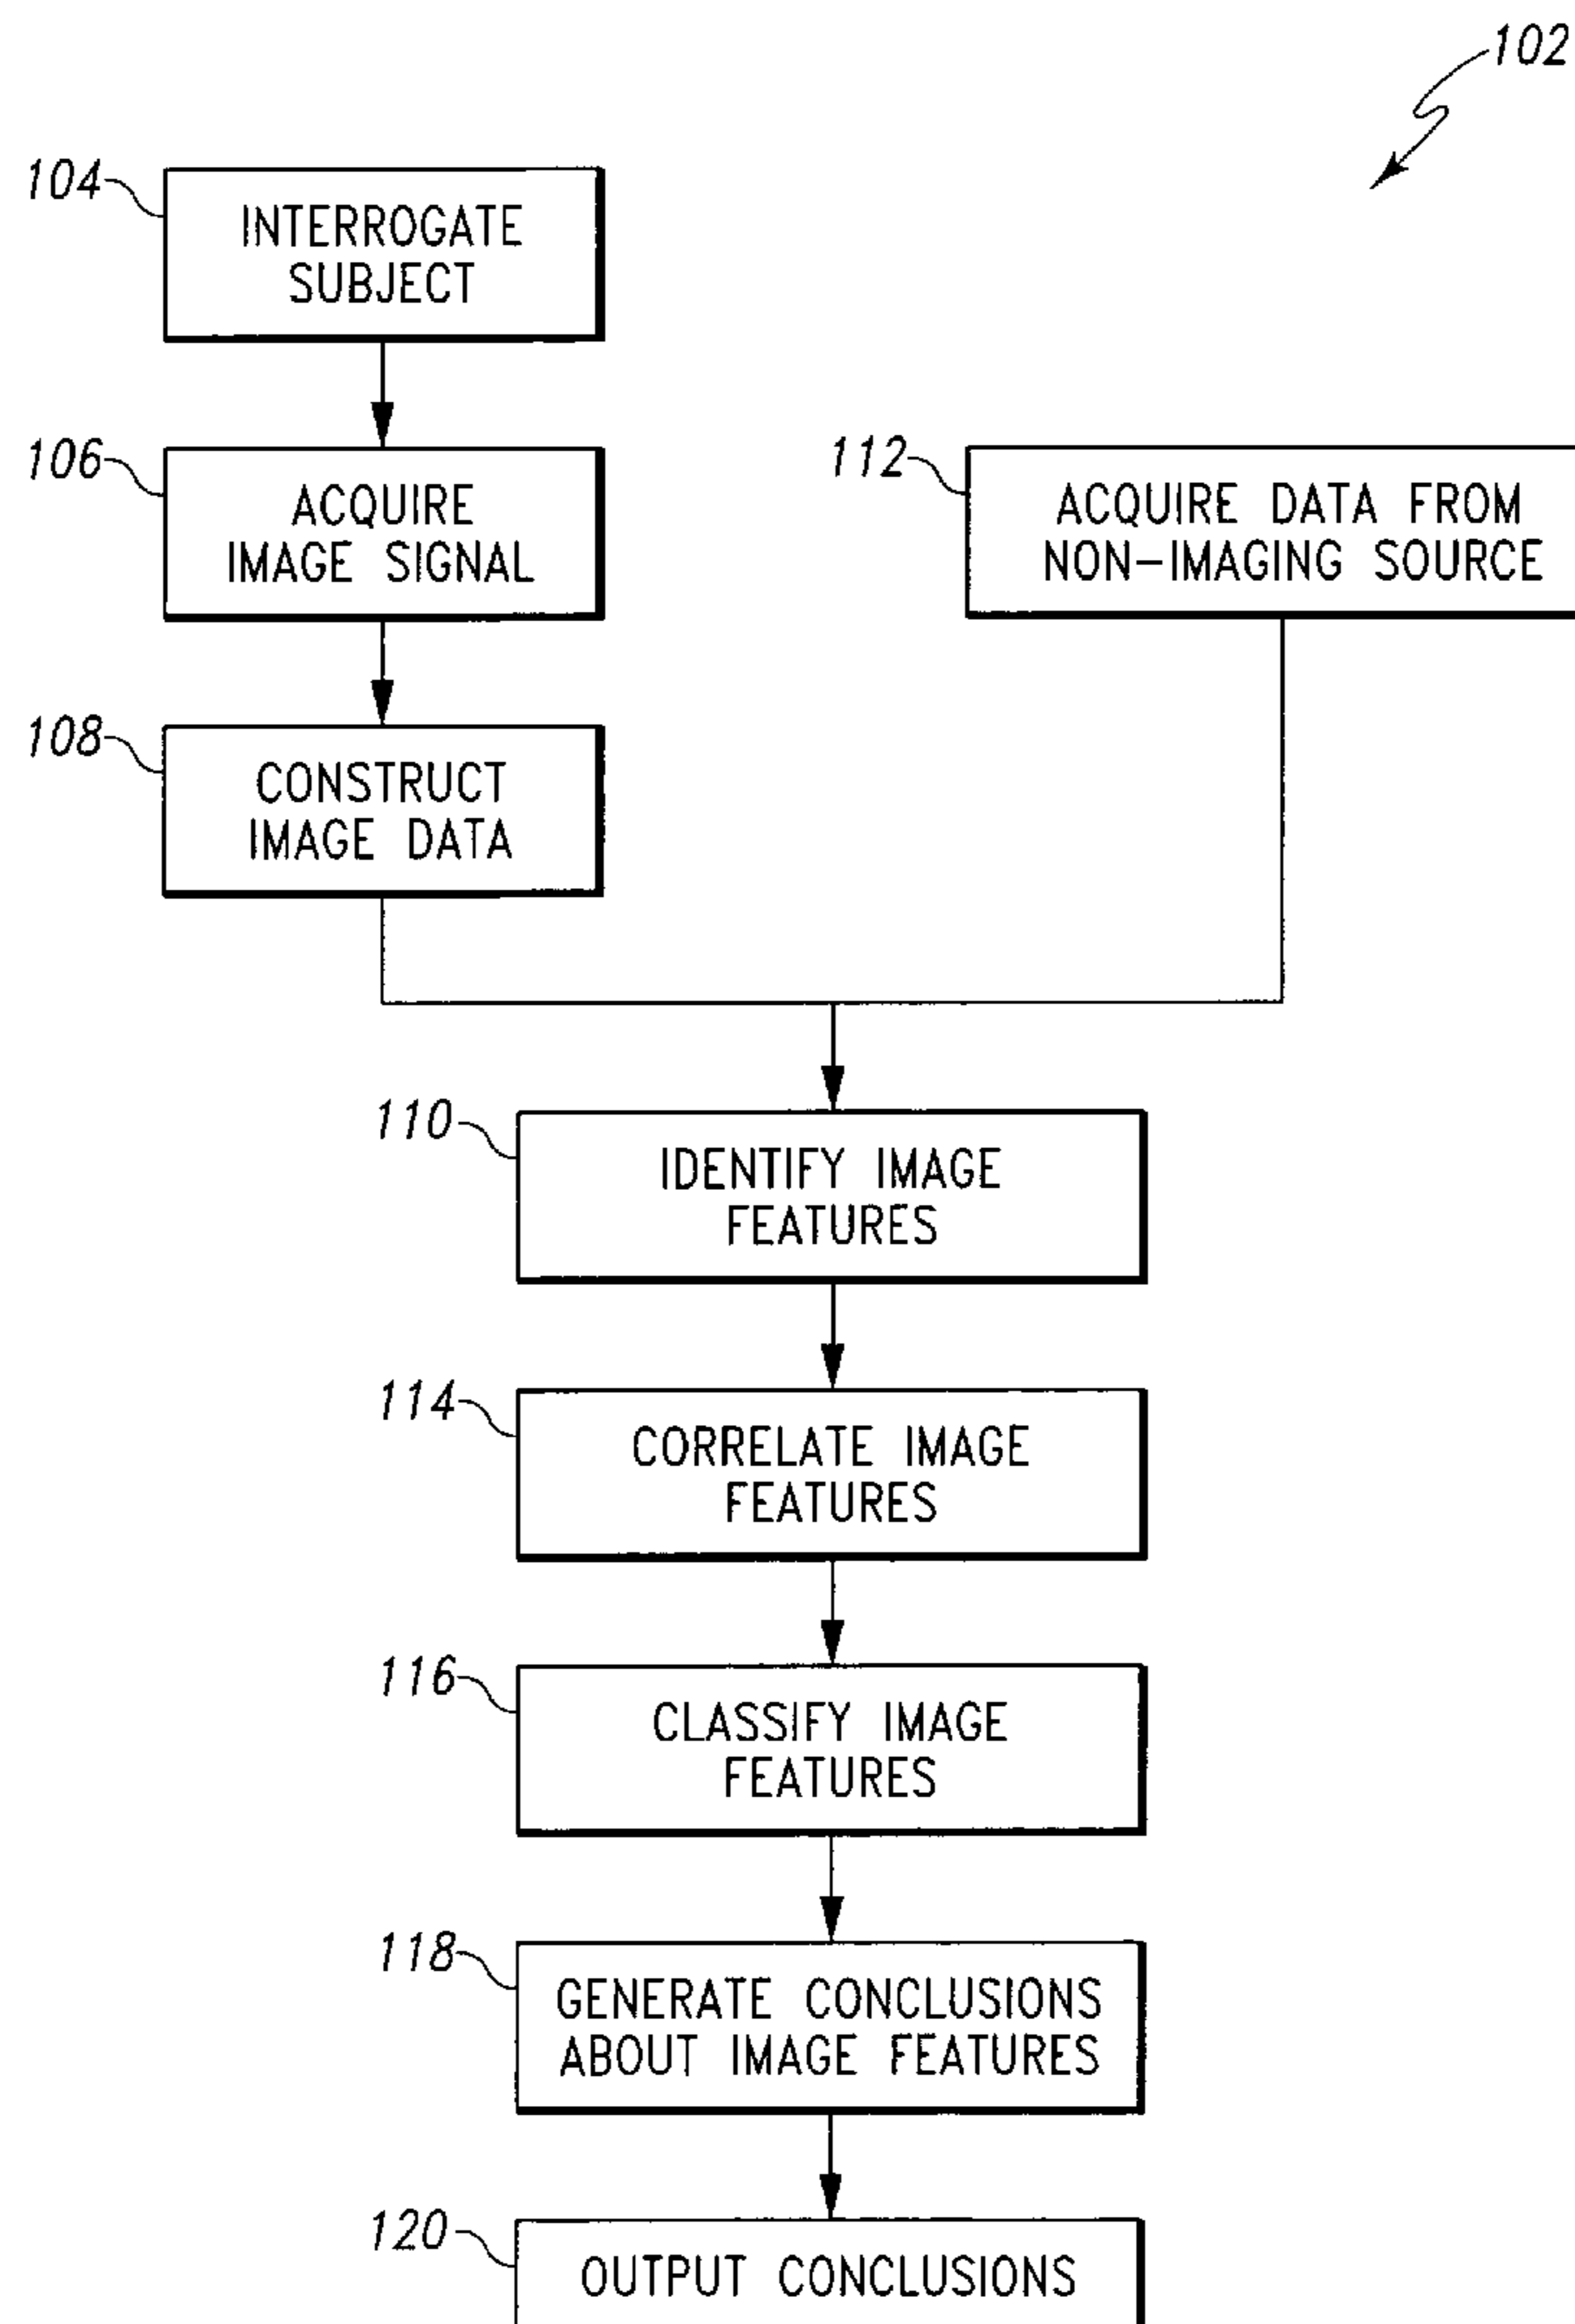 102
104
INTERROGATE
SUBJECT
106
ACQUIRE
IMAGE SIGNAL
112
ACQUIRE DATA FROM
NON-IMAGING SOURCE
108
CONSTRUCT
IMAGE DATA
110
IDENTIFY IMAGE
FEATURES
114
CORRELATE IMAGE
FEATURES
116
CLASSIFY IMAGE
FEATURES
118
GENERATE CONCLUSIONS
ABOUT IMAGE FEATURES
120
OUTPUT CONCLUSIONS